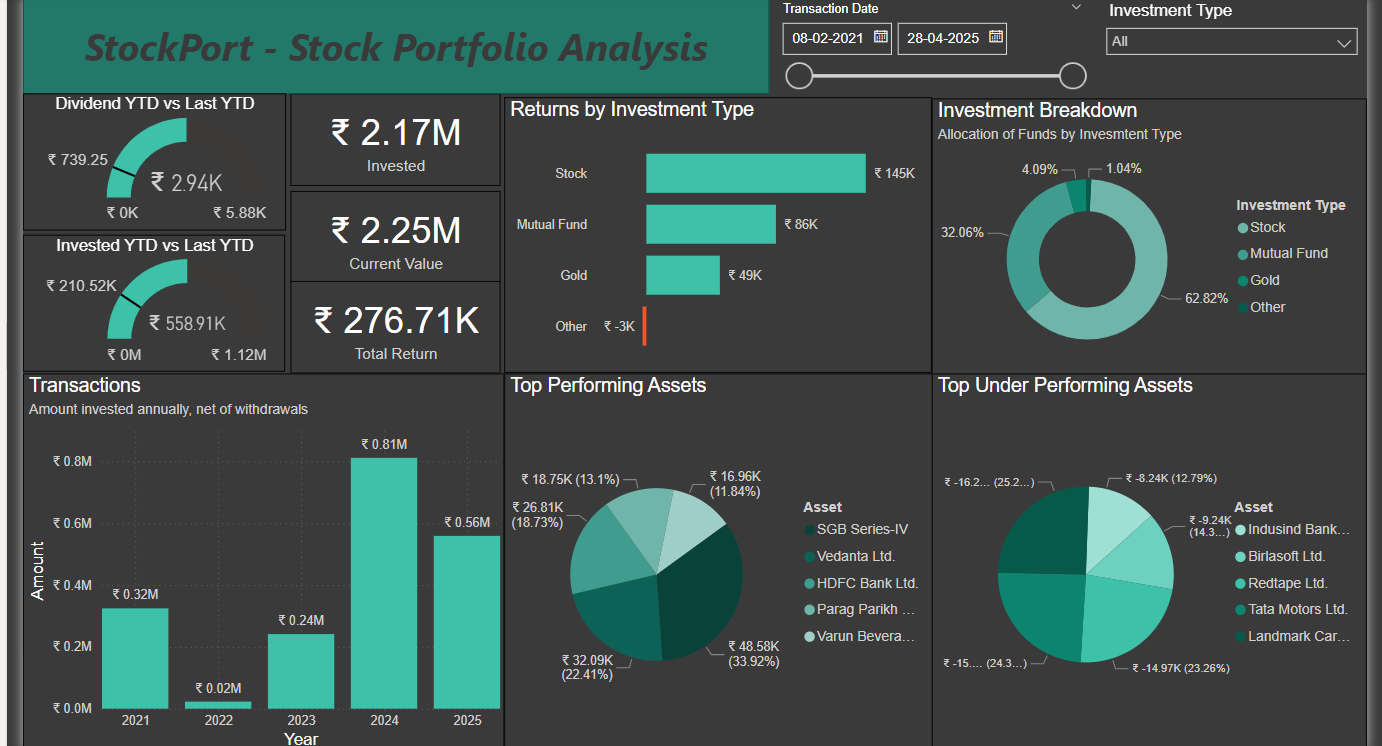 StockPort - Stock Portfolio Analysis
Transaction Date
08-02-2021
28-04-2025
Investment Type
All
Dividend YTD vs Last YTD
₹ 739.25
₹ 2.94K
₹ 0K
₹ 5.88K
Invested YTD vs Last YTD
₹ 210.52K
₹ 558.91K
₹ 0M
₹ 1.12M
₹ 2.17M
Invested
₹ 2.25M
Current Value
₹ 276.71K
Total Return
Returns by Investment Type
Stock
₹ 145K
Mutual Fund
₹ 86K
Gold
₹ 49K
Other
₹ -3K
Investment Breakdown
Allocation of Funds by Invesmtent Type
4.09%
1.04%
32.06%
62.82%
Investment Type
Stock
Mutual Fund
Gold
Other
Transactions
Amount invested annually, net of withdrawals
₹ 0.8M
₹ 0.6M
₹ 0.4M
₹ 0.2M
₹ 0.0M
Amount
₹ 0.32M
₹ 0.02M
₹ 0.24M
₹ 0.81M
₹ 0.56M
2021
2022
2023
2024
2025
Year
Top Performing Assets
₹ 18.75K (13.1%)
₹ 16.96K
(11.84%)
₹ 26.81K
(18.73%)
₹ 32.09K
(22.41%)
₹ 48.58K
(33.92%)
Asset
SGB Series-IV
Vedanta Ltd.
HDFC Bank Ltd.
Parag Parikh ...
Varun Bevera...
Top Under Performing Assets
₹ -16.2... (25.2...)
₹ -8.24K (12.79%)
₹ -9.24K
(14.3...)
₹ -15.... (24.3...)
₹ -14.97K (23.26%)
Asset
Indusind Bank...
Birlasoft Ltd.
Redtape Ltd.
Tata Motors Ltd.
Landmark Car...